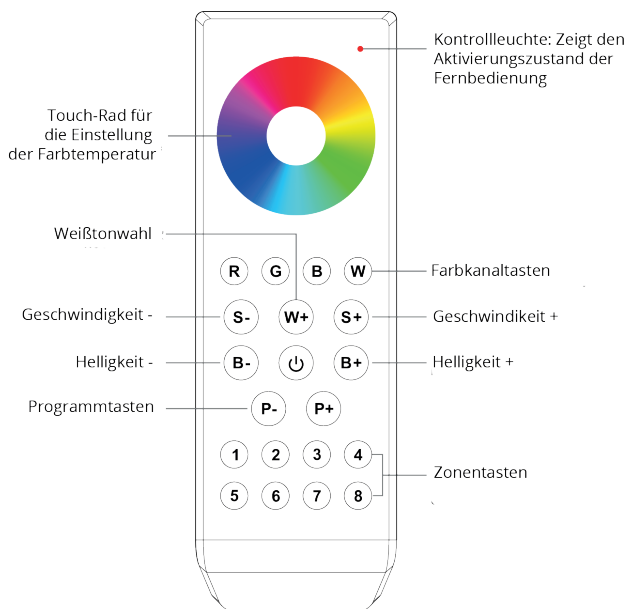 Kontrollleuchte: Zeigt den
Aktivierungszustand der
Fernbedienung
Touch-Rad für
die Einstellung
der Farbtemperatur
Weißtonwahl
R G B W
Farbkanaltasten
Geschwindigkeit -
S- W+ S+
Geschwindikeit +
Helligkeit -
B- B+
Helligkeit +
Programmtasten
P- P+
1 2 3 4
Zonentasten
5 6 7 8